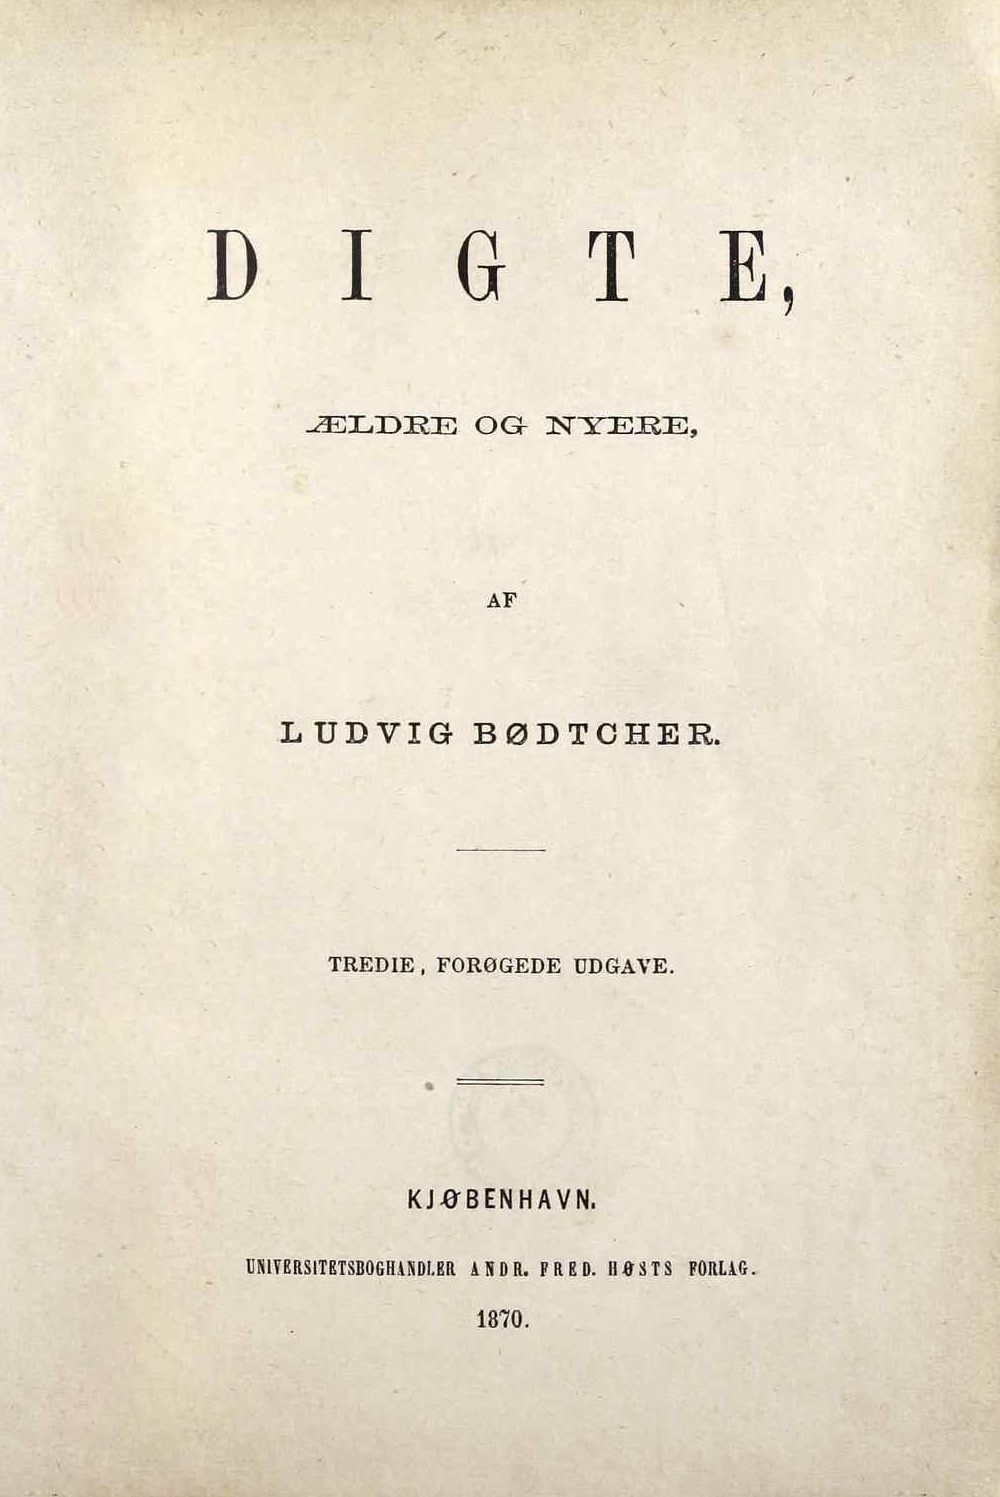 DIGTE,
ÆLDRE OG NYERE,
AF
LUDVIG BØDTCHER.
TREDIE, FORØGEDE UDGAVE.
KJØBENHAVN.
UNIVERSITETSBOGHANDLER ANDR. FRED. HØSTS FORLAG.
1870.